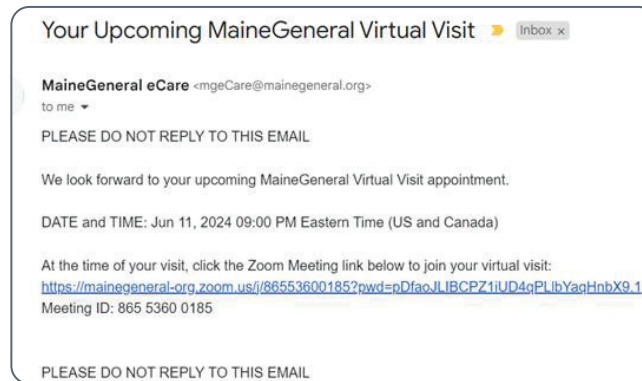 Your Upcoming MaineGeneral Virtual Visit Inbox x
MaineGeneral eCare <mgeCare@mainegeneral.org>
to me
PLEASE DO NOT REPLY TO THIS EMAIL
We look forward to your upcoming MaineGeneral Virtual Visit appointment.
DATE and TIME: Jun 11, 2024 09:00 PM Eastern Time (US and Canada)
At the time of your visit, click the Zoom Meeting link below to join your virtual visit:
https://mainegeneral-org.zoom.us/j/86553600185?pwd=pDfaoJLIBCPZ1iUD4qPLlbYaqHnbX9.1
Meeting ID: 865 5360 0185
PLEASE DO NOT REPLY TO THIS EMAIL